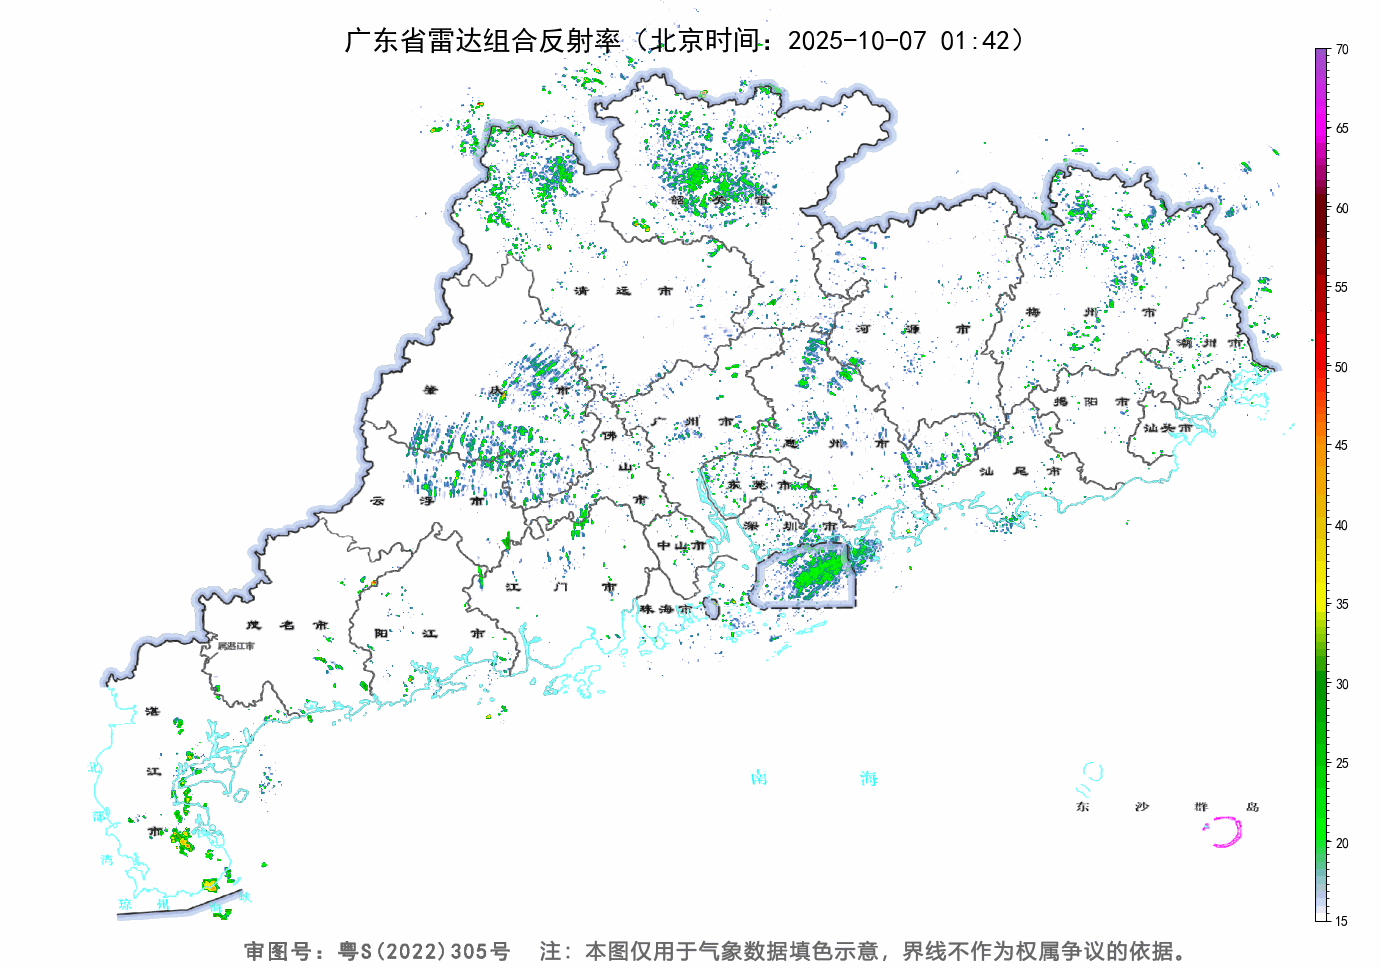 广东省雷达组合反射率（北京时间：2025-10-07 01:42）
70
65
60
55
50
45
40
35
30
25
20
15
韶关市
清远市
河源市
梅州市
潮州市
肇庆市
广州市
佛山市
惠州市
揭阳市
汕头市
汕尾市
云浮市
东莞市
深圳市
中山市
江门市
珠海市
茂名市
属湛江市
阳江市
湛江市
北部湾
琼州海峡
南海
东沙群岛
审图号：粤S(2022)305号 注：本图仅用于气象数据填色示意，界线不作为权属争议的依据。